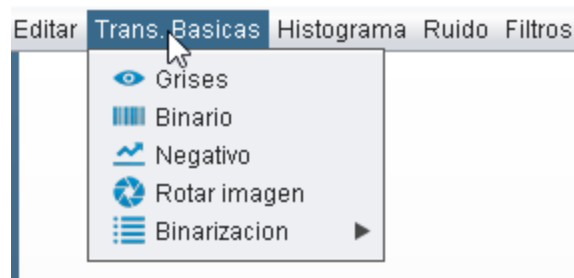 Editar Trans. Basicas Histograma Ruido Filtros
Grises
Binario
Negativo
Rotar imagen
Binarizacion